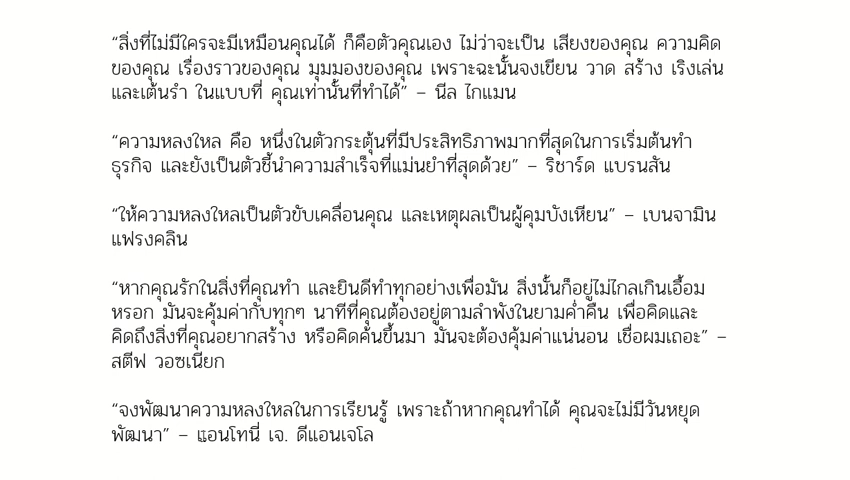 “สิ่งที่ไม่มีใครจะมีเหมือนคุณได้ ก็คือตัวคุณเอง ไม่ว่าจะเป็น เสียงของคุณ ความคิด
ของคุณ เรื่องราวของคุณ มุมมองของคุณ เพราะฉะนั้นจงเขียน วาด สร้าง เริงเล่น
และเต้นรำ ในแบบที่ คุณเท่านั้นที่ทำได้” – นีล ไกแมน
“ความหลงใหล คือ หนึ่งในตัวกระตุ้นที่มีประสิทธิภาพมากที่สุดในการเริ่มต้นทำ
ธุรกิจ และยังเป็นตัวชี้นำความสำเร็จที่แม่นยำที่สุดด้วย” – ริชาร์ด แบรนสัน
“ให้ความหลงใหลเป็นตัวขับเคลื่อนคุณ และเหตุผลเป็นผู้คุมบังเหียน” – เบนจามิน
แฟรงคลิน
“หากคุณรักในสิ่งที่คุณทำ และยินดีทำทุกอย่างเพื่อมัน สิ่งนั้นก็อยู่ไม่ไกลเกินเอื้อม
หรอก มันจะคุ้มค่ากับทุกๆ นาทีที่คุณต้องอยู่ตามลำพังในยามค่ำคืน เพื่อคิดและ
คิดถึงสิ่งที่คุณอยากสร้าง หรือคิดค้นขึ้นมา มันจะต้องคุ้มค่าแน่นอน เชื่อผมเถอะ” –
สตีฟ วอซเนียก
“จงพัฒนาความหลงใหลในการเรียนรู้ เพราะถ้าหากคุณทำได้ คุณจะไม่มีวันหยุด
พัฒนา” – แอนโทนี่ เจ. ดีแอนเจโล